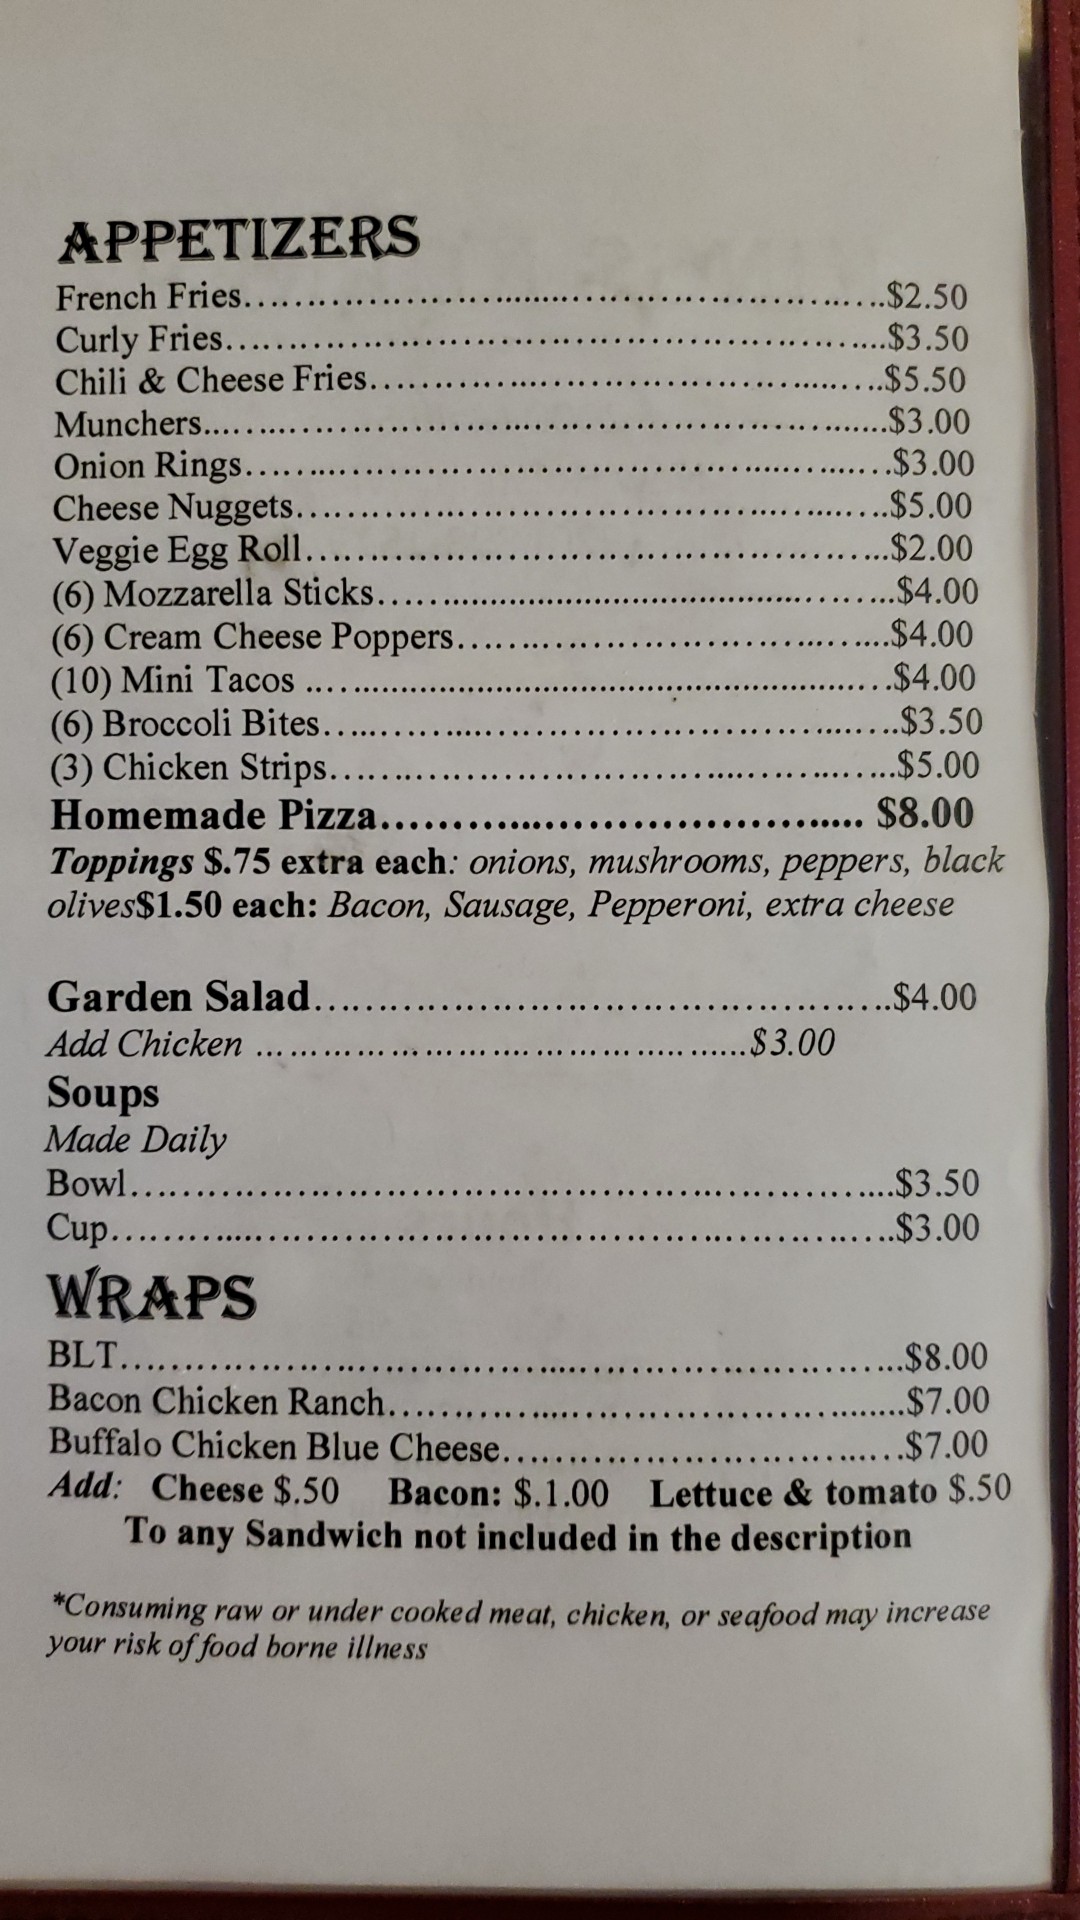 APPETIZERS
French Fries.......................................................$2.50
Curly Fries.......................................................$3.50
Chili & Cheese Fries.......................................................$5.50
Munchers.......................................................$3.00
Onion Rings.......................................................$3.00
Cheese Nuggets.......................................................$5.00
Veggie Egg Roll.......................................................$2.00
(6) Mozzarella Sticks.......................................................$4.00
(6) Cream Cheese Poppers.......................................................$4.00
(10) Mini Tacos .......................................................$4.00
(6) Broccoli Bites.......................................................$3.50
(3) Chicken Strips.......................................................$5.00
Homemade Pizza....................................... $8.00
Toppings $.75 extra each: onions, mushrooms, peppers, black
olives$1.50 each: Bacon, Sausage, Pepperoni, extra cheese
Garden Salad.......................................................$4.00
Add Chicken .......................................................$3.00
Soups
Made Daily
Bowl.......................................................$3.50
Cup.......................................................$3.00
WRAPS
BLT.......................................................$8.00
Bacon Chicken Ranch.......................................................$7.00
Buffalo Chicken Blue Cheese.......................................................$7.00
Add: Cheese $.50 Bacon: $.1.00 Lettuce & tomato $.50
To any Sandwich not included in the description
*Consuming raw or under cooked meat, chicken, or seafood may increase
your risk of food borne illness